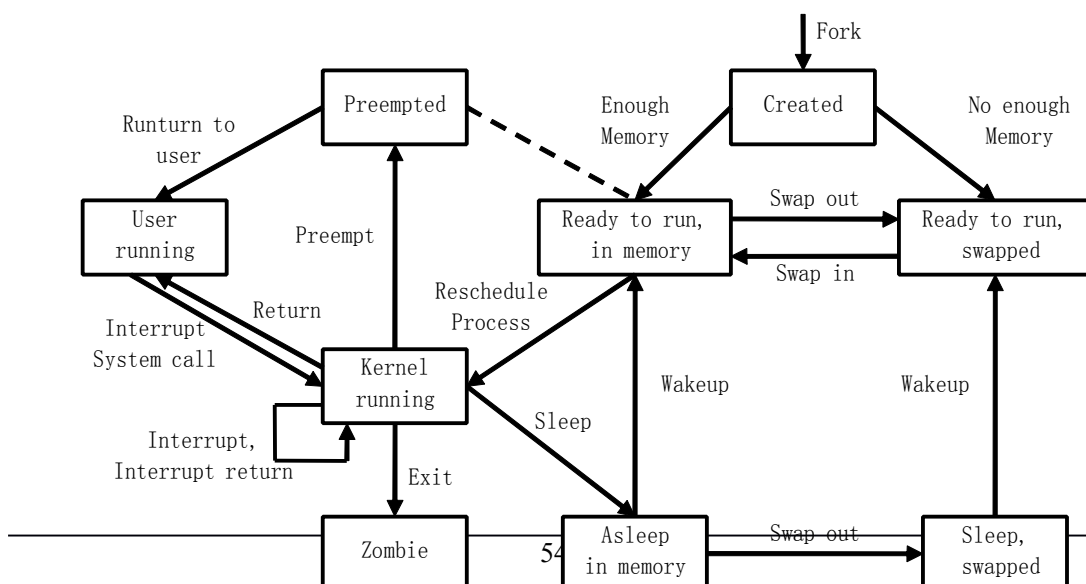 Fork
Preempted
Created
Enough
Memory
No enough
Memory
Runturn to
user
User
running
Preempt
Ready to run,
in memory
Swap out
Swap in
Ready to run,
swapped
Return
Interrupt
System call
Reschedule
Process
Kernel
running
Wakeup
Wakeup
Sleep
Interrupt,
Interrupt return
Exit
Zombie
54
Asleep
in memory
Swap out
Sleep,
swapped